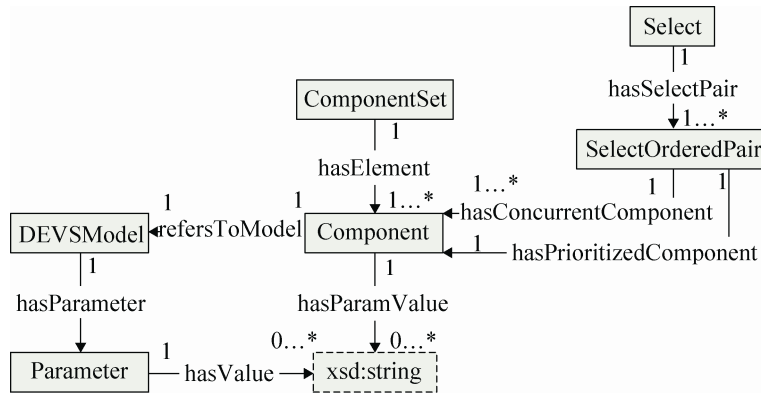 Select
1
hasSelectPair
1…*
SelectOrderedPair
1
1
ComponentSet
1
hasElement
1…*
1…*
hasConcurrentComponent
1
hasPrioritizedComponent
1
1
DEVSModel
refersToModel
Component
1
1
hasParameter
hasParamValue
0…*
0…*
Parameter
1
hasValue
xsd:string